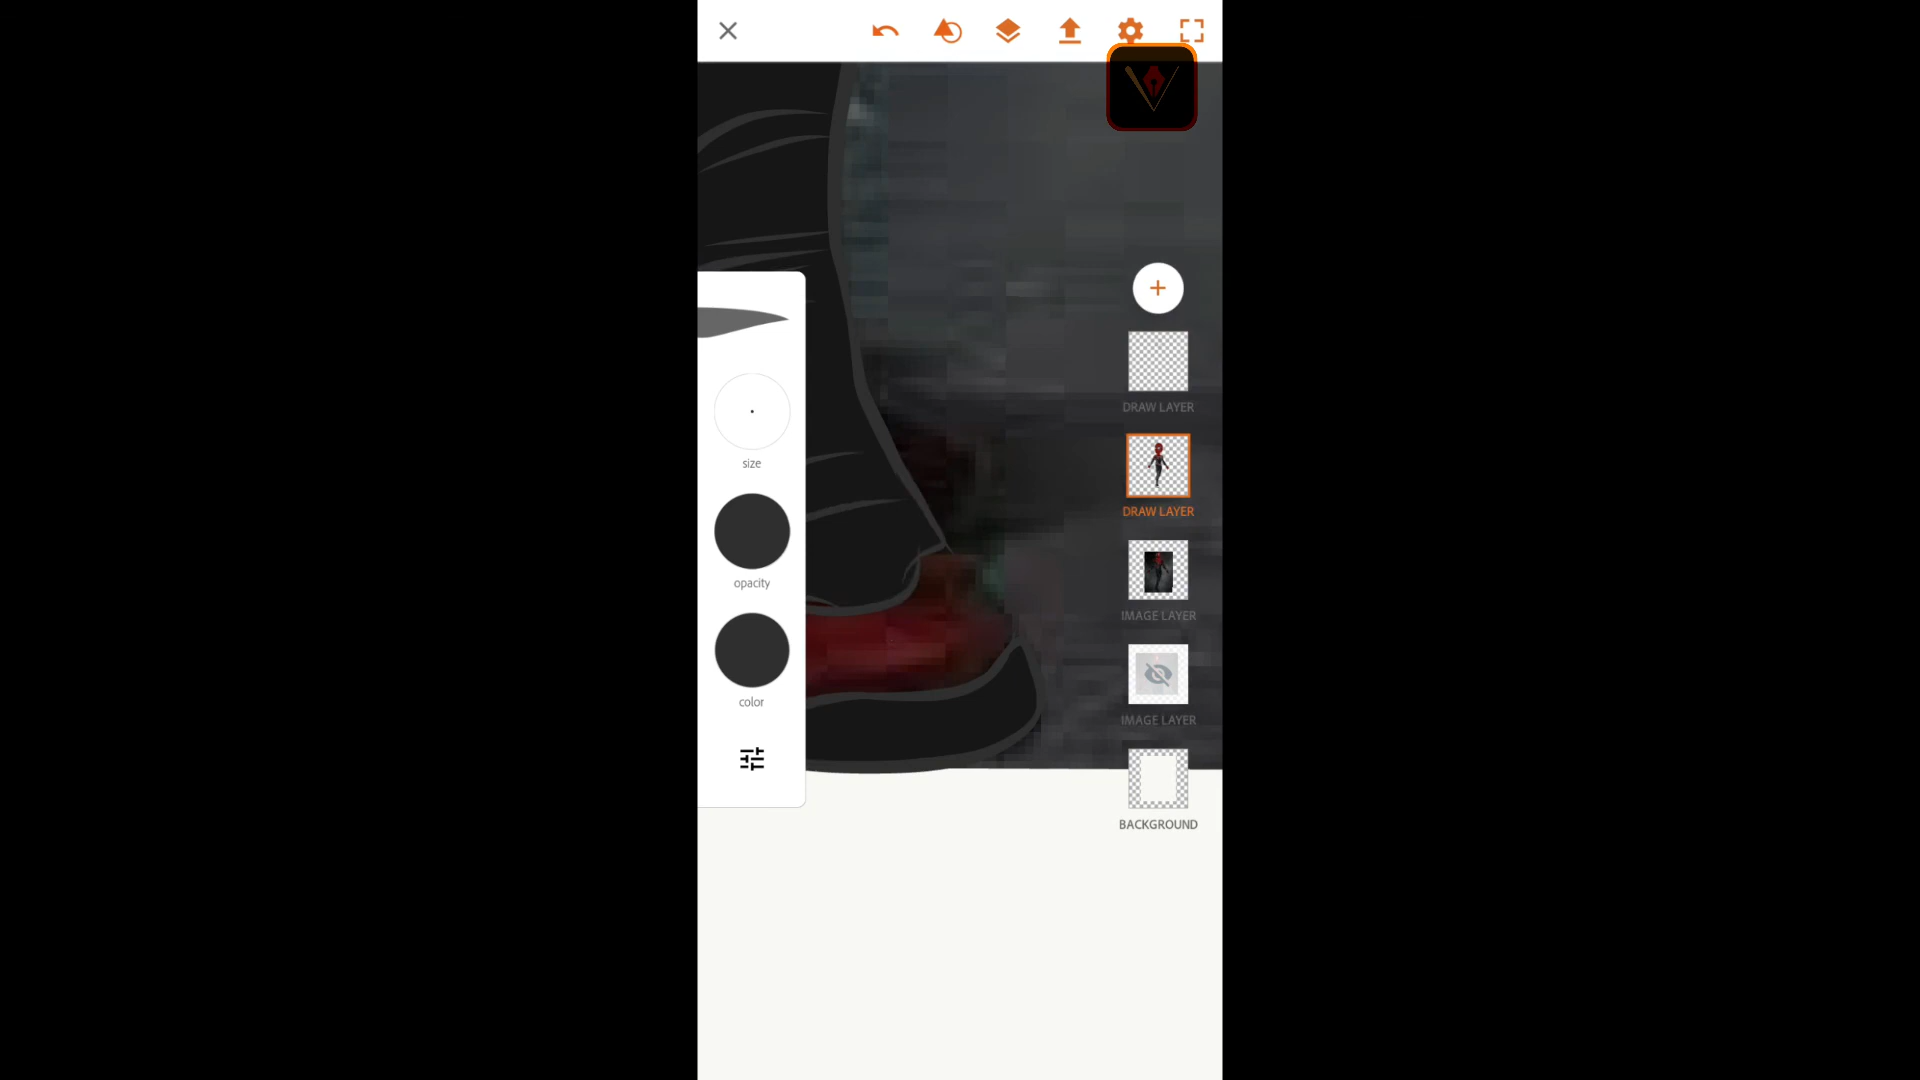 DRAW LAYER
size
DRAW LAYER
opacity
IMAGE LAYER
color
IMAGE LAYER
BACKGROUND